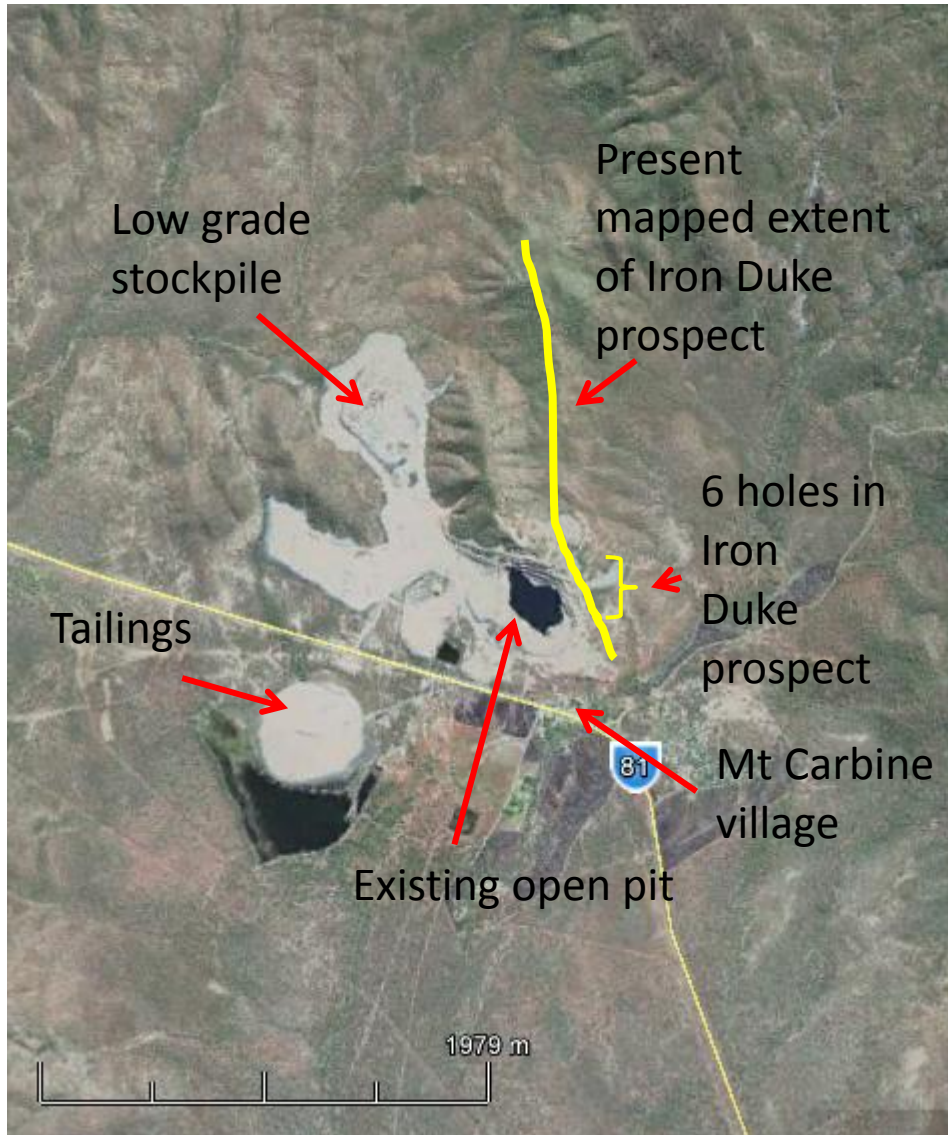 Present
mapped extent
of Iron Duke
prospect
Low grade
stockpile
6 holes in
Iron
Duke
prospect
Tailings
81
Mt Carbine
village
Existing open pit
1979 m